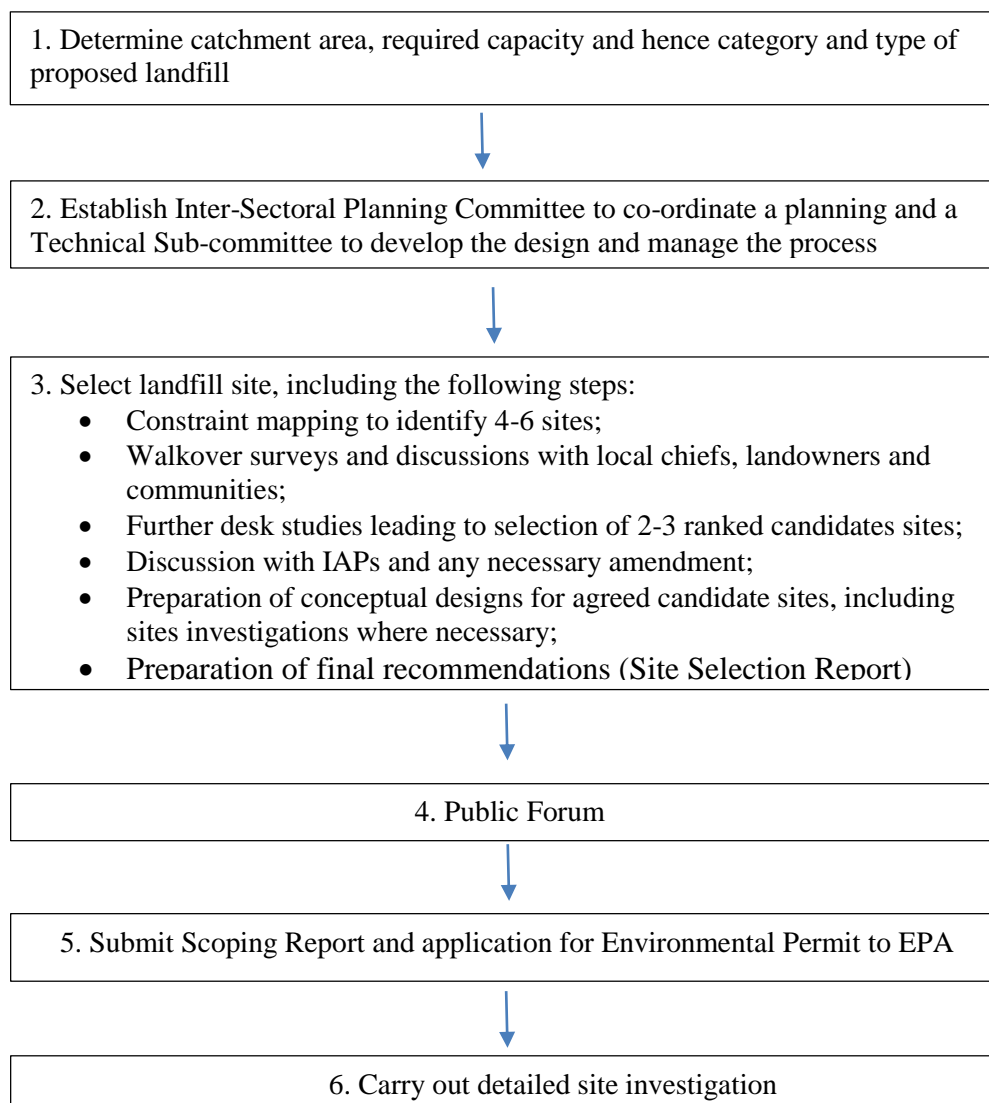 1. Determine catchment area, required capacity and hence category and type of
proposed landfill
2. Establish Inter-Sectoral Planning Committee to co-ordinate a planning and a
Technical Sub-committee to develop the design and manage the process
3. Select landfill site, including the following steps:
• Constraint mapping to identify 4-6 sites;
• Walkover surveys and discussions with local chiefs, landowners and
communities;
• Further desk studies leading to selection of 2-3 ranked candidates sites;
• Discussion with IAPs and any necessary amendment;
• Preparation of conceptual designs for agreed candidate sites, including
sites investigations where necessary;
• Preparation of final recommendations (Site Selection Report)
4. Public Forum
5. Submit Scoping Report and application for Environmental Permit to EPA
6. Carry out detailed site investigation